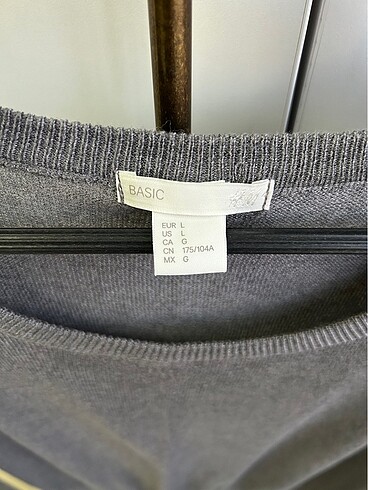 BASIC
EUR L
US L
CA G
CN 175/104A
MX G